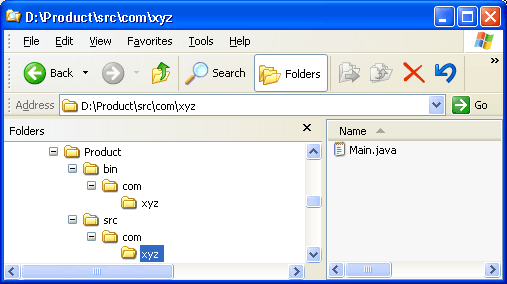 D:\Product\src\com\xyz
File Edit View Favorites Tools Help
Back Search Folders
Address D:\Product\src\com\xyz Go
Folders
Name
Product
Main.java
bin
com
xyz
src
com
xyz